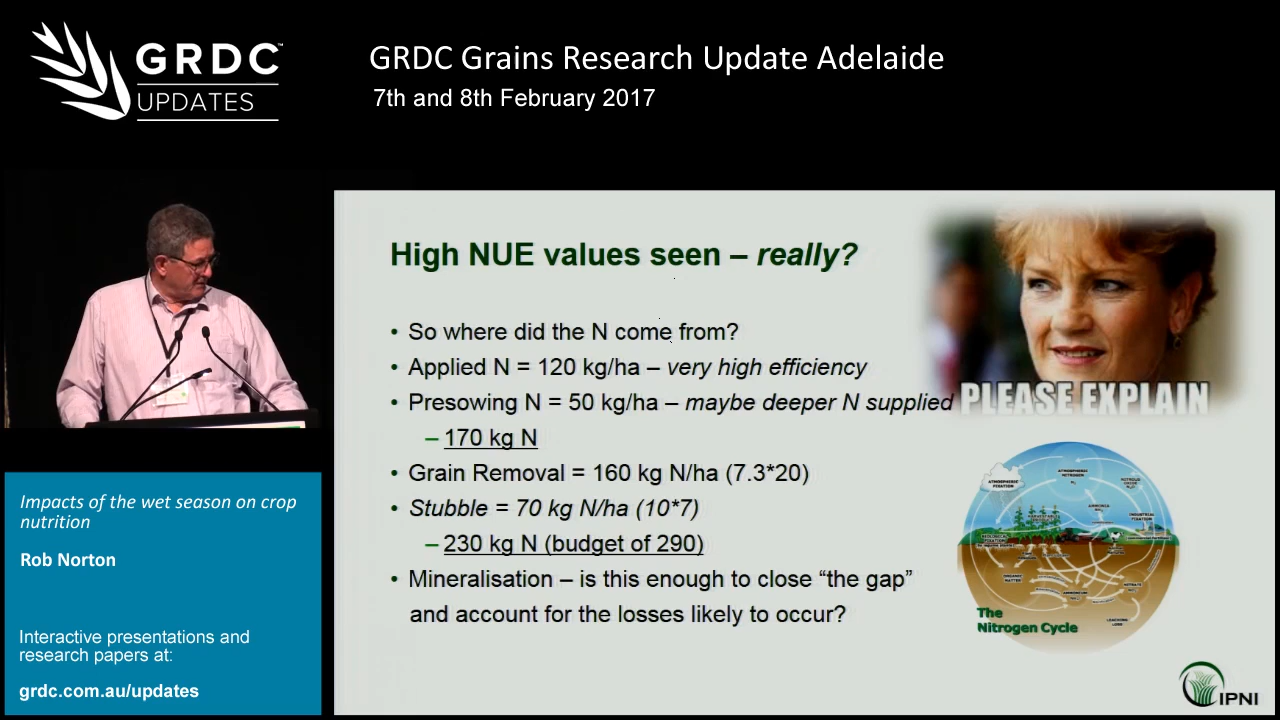 GRDC™
UPDATES
GRDC Grains Research Update Adelaide
7th and 8th February 2017
High NUE values seen – really?
• So where did the N come from?
• Applied N = 120 kg/ha – very high efficiency
• Presowing N = 50 kg/ha – maybe deeper N supplied
– 170 kg N
• Grain Removal = 160 kg N/ha (7.3*20)
• Stubble = 70 kg N/ha (10*7)
– 230 kg N (budget of 290)
• Mineralisation – is this enough to close “the gap”
and account for the losses likely to occur?
PLEASE EXPLAIN
The
Nitrogen Cycle
IPNI
Impacts of the wet season on crop
nutrition
Rob Norton
Interactive presentations and
research papers at:
grdc.com.au/updates